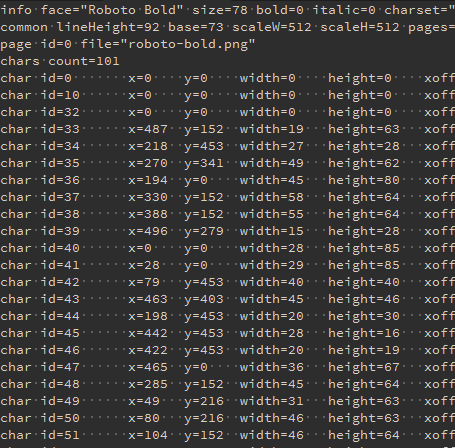 info face="Roboto Bold" size=78 bold=0 italic=0 charset="
common lineHeight=92 base=73 scaleW=512 scaleH=512 pages=
page id=0 file="roboto-bold.png"
chars count=101
char id=0 x=0 y=0 width=0 height=0 xoff
char id=10 x=0 y=0 width=0 height=0 xoff
char id=32 x=0 y=0 width=0 height=0 xoff
char id=33 x=487 y=152 width=19 height=63 xoff
char id=34 x=218 y=453 width=27 height=28 xoff
char id=35 x=270 y=341 width=49 height=62 xoff
char id=36 x=194 y=0 width=45 height=80 xoff
char id=37 x=330 y=152 width=58 height=64 xoff
char id=38 x=388 y=152 width=55 height=64 xoff
char id=39 x=496 y=279 width=15 height=28 xoff
char id=40 x=0 y=0 width=28 height=85 xoff
char id=41 x=28 y=0 width=29 height=85 xoff
char id=42 x=79 y=453 width=40 height=40 xoff
char id=43 x=463 y=403 width=45 height=46 xoff
char id=44 x=198 y=453 width=20 height=30 xoff
char id=45 x=442 y=453 width=28 height=16 xoff
char id=46 x=422 y=453 width=20 height=19 xoff
char id=47 x=465 y=0 width=36 height=67 xoff
char id=48 x=285 y=152 width=45 height=64 xoff
char id=49 x=49 y=216 width=31 height=63 xoff
char id=50 x=80 y=216 width=46 height=63 xoff
char id=51 x=104 y=152 width=46 height=64 xoff